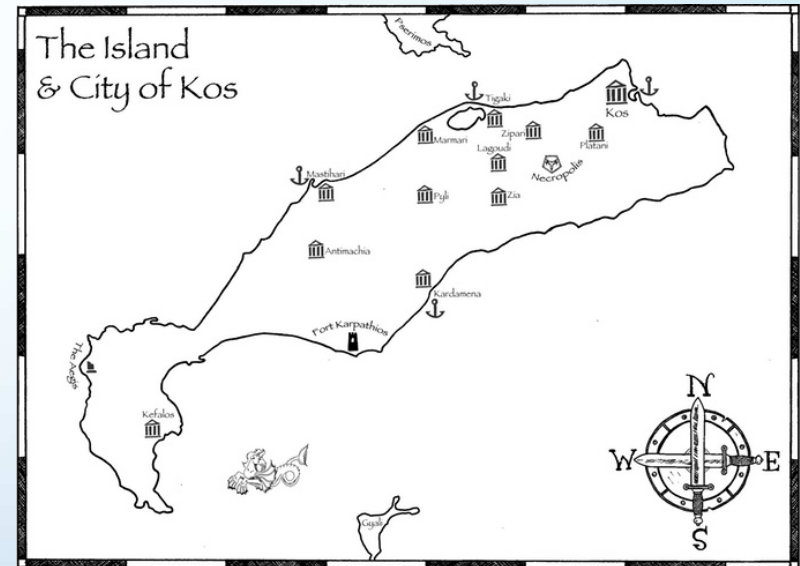 The Island
& City of Kos
Pserimos
Tigaki
Kos
Zipari
Platani
Marmari
Lagoudi
Necropolis
Mastihari
Pyli
Zia
Antimachia
Kardamena
Fort Karpathios
The Aegis
Kefalos
Gyali
N
W
E
S